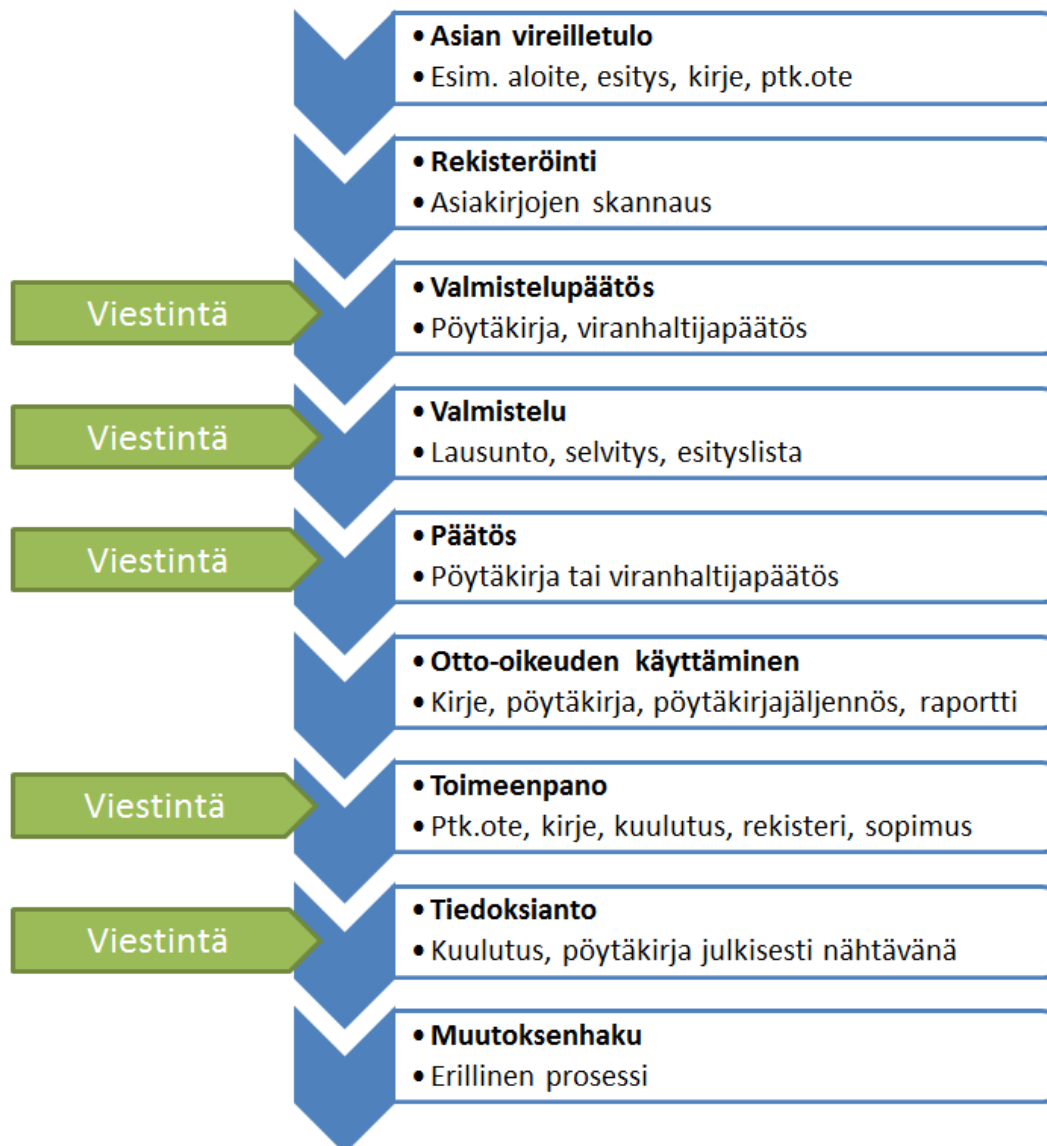 • Asian vireilletulo
• Esim. aloite, esitys, kirje, ptk.ote
• Rekisteröinti
• Asiakirjojen skannaus
Viestintä
• Valmistelupäätös
• Pöytäkirja, viranhaltijapäätös
Viestintä
• Valmistelu
• Lausunto, selvitys, esityslista
Viestintä
• Päätös
• Pöytäkirja tai viranhaltijapäätös
• Otto-oikeuden käyttäminen
• Kirje, pöytäkirja, pöytäkirjajäljennös, raportti
Viestintä
• Toimeenpano
• Ptk.ote, kirje, kuulutus, rekisteri, sopimus
Viestintä
• Tiedoksianto
• Kuulutus, pöytäkirja julkisesti nähtävänä
• Muutoksenhaku
• Erillinen prosessi